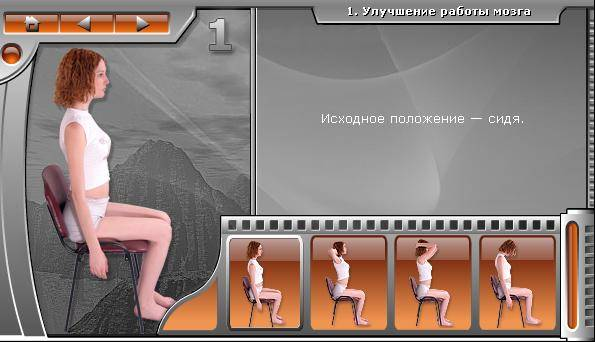 1. Улучшение работы мозга
1
Исходное положение — сидя.